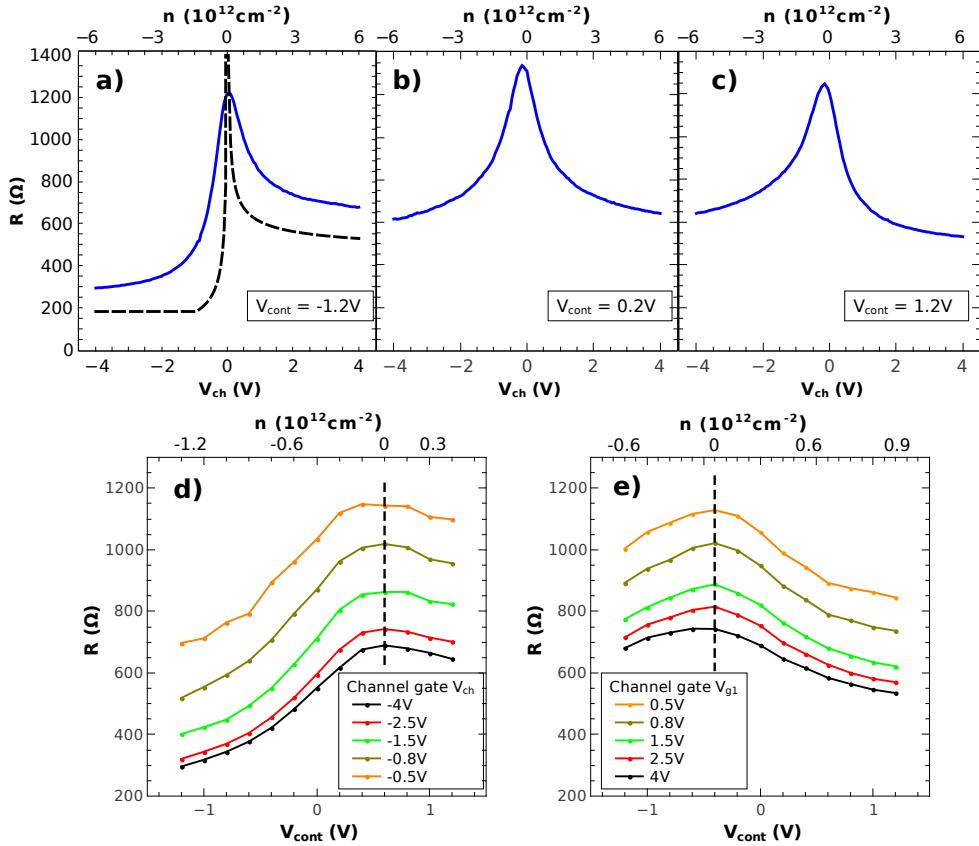 n (10¹²cm⁻²) n (10¹²cm⁻²) n (10¹²cm⁻²)
−6 −3 0 3 6 −6 −3 0 3 6 −6 −3 0 3 6
a) b) c)
1400
1200
1000
800
600
400
200
0
R (Ω)
V_cont = -1.2V V_cont = 0.2V V_cont = 1.2V
−4 −2 0 2 4 −4 −2 0 2 4 −4 −2 0 2 4
V_ch (V) V_ch (V) V_ch (V)
n (10¹²cm⁻²)
-1.2 -0.6 0 0.3
d)
1200
1000
800
600
400
200
R (Ω)
Channel gate V_ch
-4V
-2.5V
-1.5V
-0.8V
-0.5V
−1 0 1
V_cont (V)
n (10¹²cm⁻²)
-0.6 0 0.6 0.9
e)
1200
1000
800
600
400
200
R (Ω)
Channel gate V_g1
0.5V
0.8V
1.5V
2.5V
4V
−1 0 1
V_cont (V)